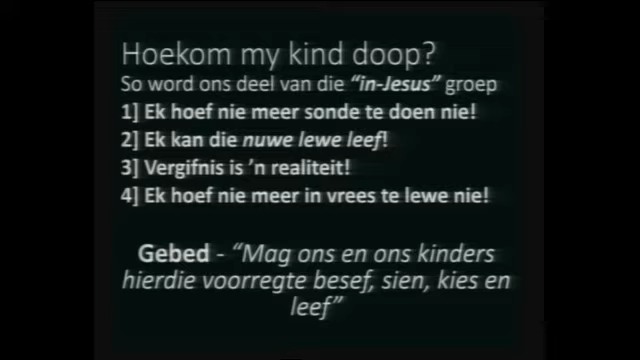 Hoekom my kind doop?
So word ons deel van die “in-Jesus” groep
1] Ek hoef nie meer sonde te doen nie!
2] Ek kan die nuwe lewe leef!
3] Vergifnis is ’n realiteit!
4] Ek hoef nie meer in vrees te lewe nie!
Gebed - “Mag ons en ons kinders
hierdie voorregte besef, sien, kies en
leef”